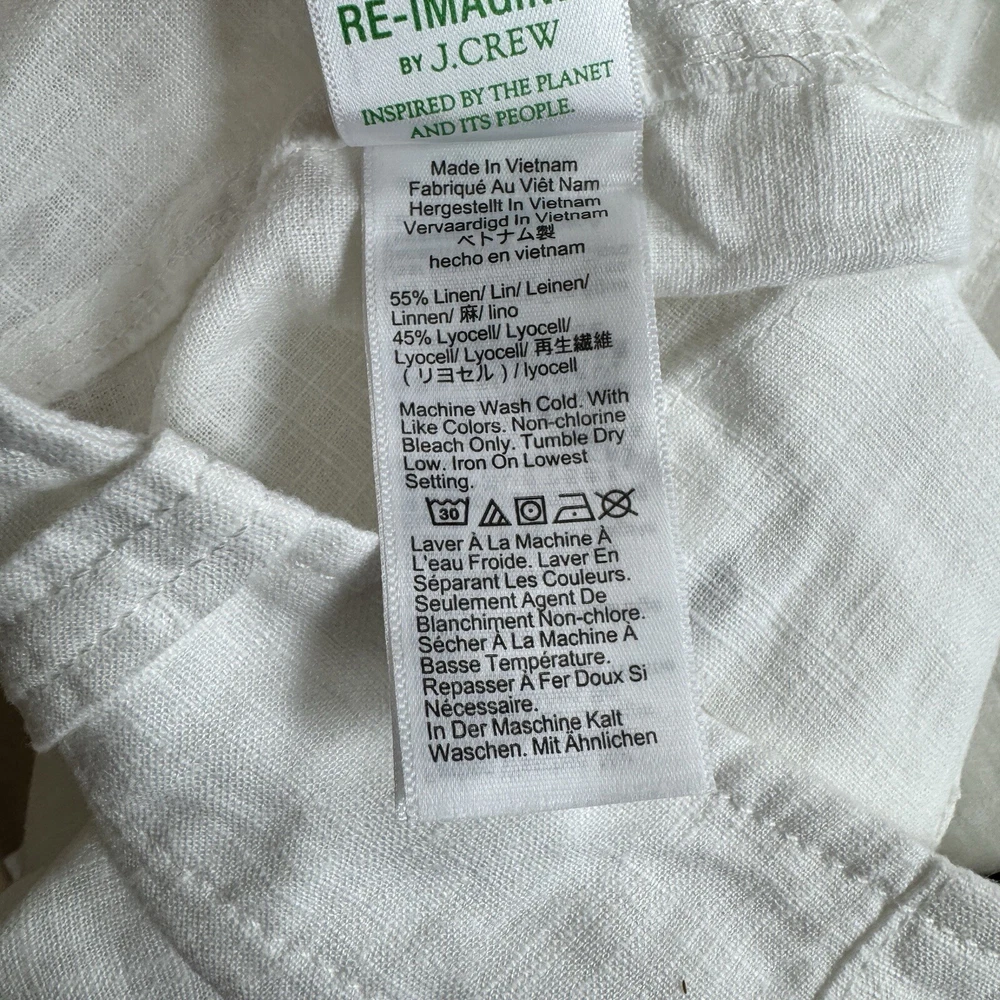 RE-IMAGINE
BY J.CREW
INSPIRED BY THE PLANET
AND ITS PEOPLE.
Made In Vietnam
Fabriqué Au Viêt Nam
Hergestellt In Vietnam
Vervaardigd In Vietnam
ベトナム製
hecho en vietnam
55% Linen/ Lin/ Leinen/
Linnen/ 麻/ lino
45% Lyocell/ Lyocell/
Lyocell/ Lyocell/ 再生繊維
(リヨセル) / lyocell
Machine Wash Cold. With
Like Colors. Non-chlorine
Bleach Only. Tumble Dry
Low. Iron On Lowest
Setting.
30
Laver À La Machine À
L'eau Froide. Laver En
Séparant Les Couleurs.
Seulement Agent De
Blanchiment Non-chlore.
Sécher À La Machine À
Basse Température.
Repasser À Fer Doux Si
Nécessaire.
In Der Maschine Kalt
Waschen. Mit Ähnlichen